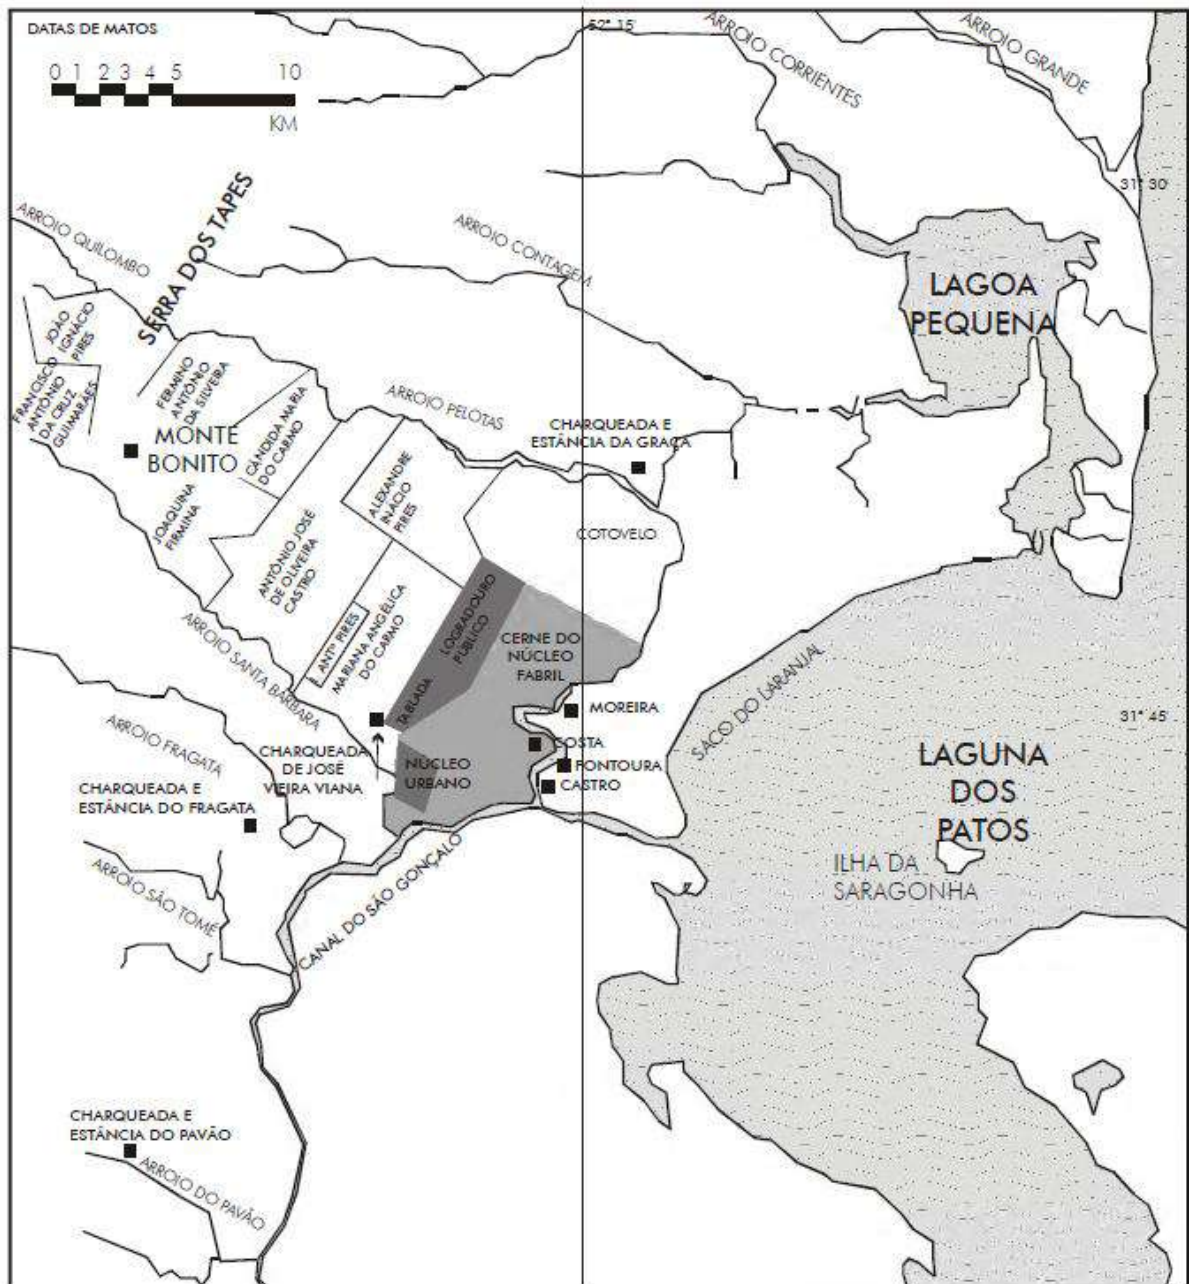 DATAS DE MATOS
0 1 2 3 4 5 10
KM
52° 15'
ARROIO CORRIENTES
ARROIO GRANDE
31° 30'
SERRA DOS TAPES
ARROIO QUILOMBO
ARROIO CONTAGEM
LAGOA
PEQUENA
JOÃO
IGNÁCIO
PIRES
FRANCISCO
ANTÔNIO
DA CRUZ
GUIMARÃES
FERMINO
ANTÔNIO
DA SILVEIRA
CANDIDA MARIA
DO CARMO
MONTE
BONITO
ARROIO PELOTAS
CHARQUEADA E
ESTÂNCIA DA GRAÇA
ALEXANDRE
INÁCIO
PIRES
JOAQUINA
FIRMINA
ANTÔNIO JOSÉ
DE OLIVEIRA
CASTRO
COTOVELO
ANTº PIRES
MARIANA ANGÉLICA
DO CARMO
LOGRADOURO
PÚBLICO
TABLADA
CERNE DO
NÚCLEO
FABRIL
ARROIO SANTA BÁRBARA
ARROIO FRAGATA
MOREIRA
COSTA
FONTOURA
CASTRO
SACO DO LARANJAL
31° 45'
CHARQUEADA
DE JOSÉ
VIEIRA VIANA
NÚCLEO
URBANO
CHARQUEADA E
ESTÂNCIA DO FRAGATA
LAGUNA
DOS
PATOS
ILHA DA
SARAGONHA
ARROIO SÃO TOMÉ
CANAL DO SÃO GONÇALO
CHARQUEADA E
ESTÂNCIA DO PAVÃO
ARROIO DO PAVÃO